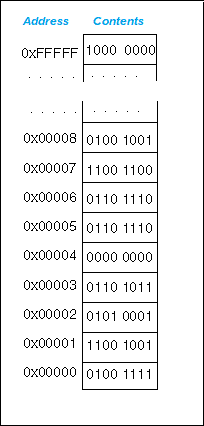 Address Contents
0xFFFFF 1000 0000
. . . . . . . . . .
. . . . . . . . . .
0x00008 0100 1001
0x00007 1100 1100
0x00006 0110 1110
0x00005 0110 1110
0x00004 0000 0000
0x00003 0110 1011
0x00002 0101 0001
0x00001 1100 1001
0x00000 0100 1111